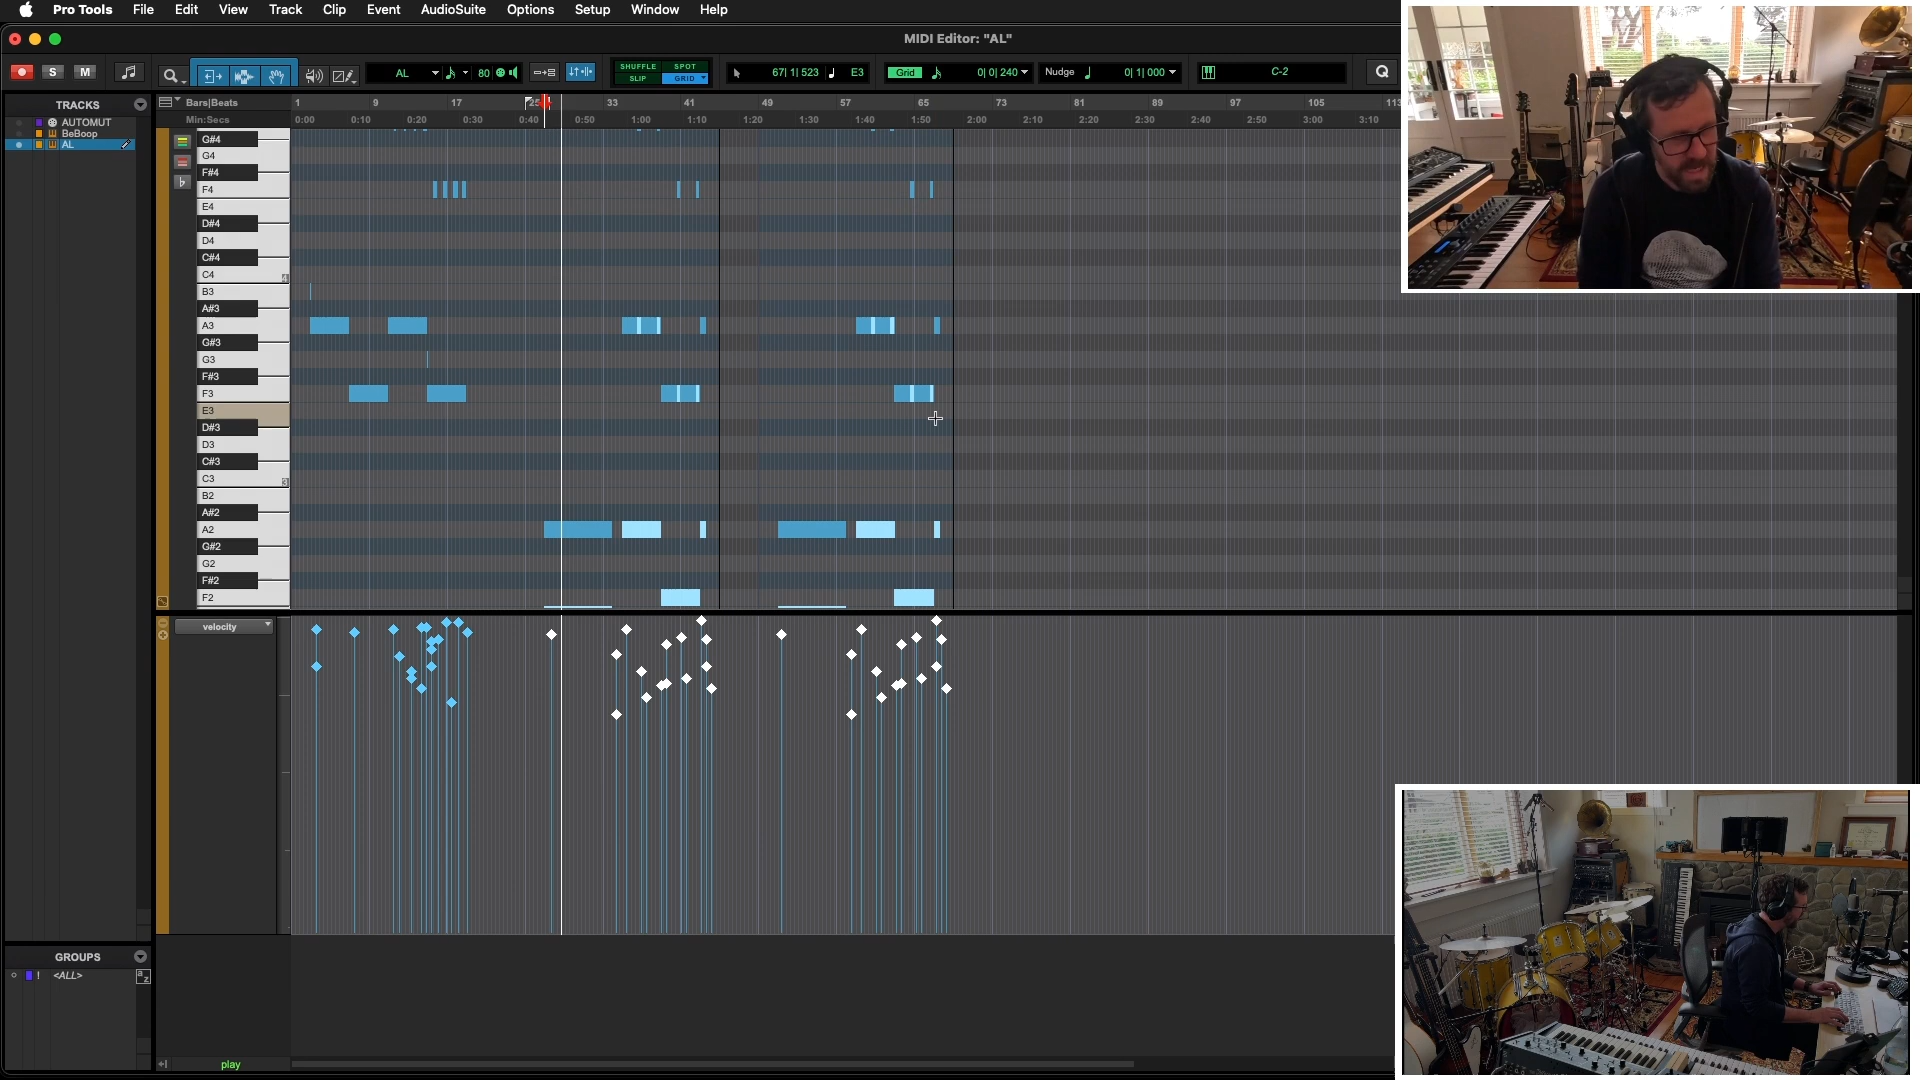 Pro Tools File Edit View Track Clip Event AudioSuite Options Setup Window Help
MIDI Editor: "AL"
S M AL 80 SHUFFLE SPOT SLIP GRID 67| 1| 523 E3 Grid 0| 0| 240 Nudge 0| 1| 000 C-2 Q
TRACKS
AUTOMUT
BeBoop
AL
Bars|Beats 1 9 17 25 33 41 49 57 65 73 81 89 97 105 113
Min:Secs 0:00 0:10 0:20 0:30 0:40 0:50 1:00 1:10 1:20 1:30 1:40 1:50 2:00 2:10 2:20 2:30 2:40 2:50 3:00 3:10
G#4
G4
F#4
F4
E4
D#4
D4
C#4
C4 4
B3
A#3
A3
G#3
G3
F#3
F3
E3
D#3
D3
C#3
C3 3
B2
A#2
A2
G#2
G2
F#2
F2
velocity
GROUPS
! <ALL> a z
play